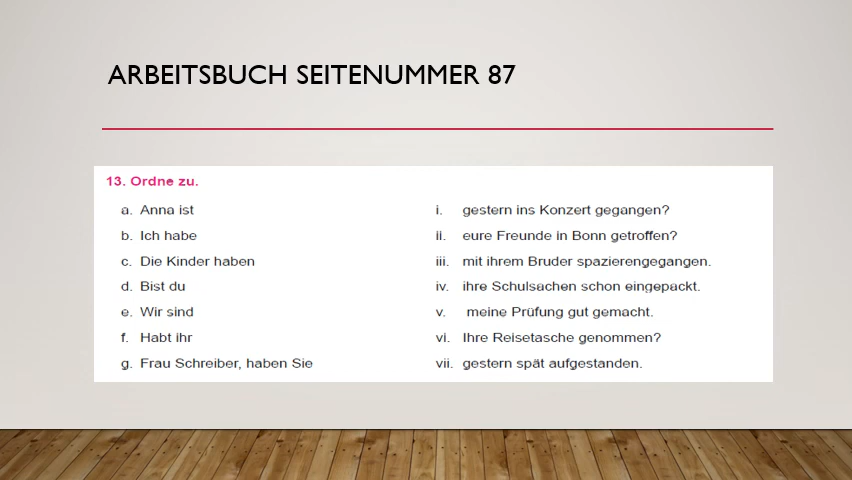 ARBEITSBUCH SEITENUMMER 87
13. Ordne zu.
a. Anna ist i. gestern ins Konzert gegangen?
b. Ich habe ii. eure Freunde in Bonn getroffen?
c. Die Kinder haben iii. mit ihrem Bruder spazierengegangen.
d. Bist du iv. ihre Schulsachen schon eingepackt.
e. Wir sind v. meine Prüfung gut gemacht.
f. Habt ihr vi. Ihre Reisetasche genommen?
g. Frau Schreiber, haben Sie vii. gestern spät aufgestanden.